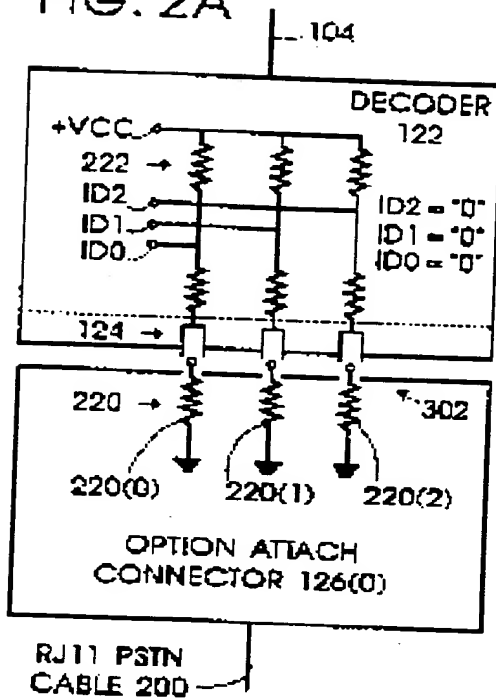 FIG. 2A
104
DECODER
122
+VCC
222
ID2
ID1
ID0
ID2 = "0"
ID1 = "0"
ID0 = "0"
124
220
302
220(0)
220(1)
220(2)
OPTION ATTACH
CONNECTOR 126(0)
RJ11 PSTN
CABLE 200